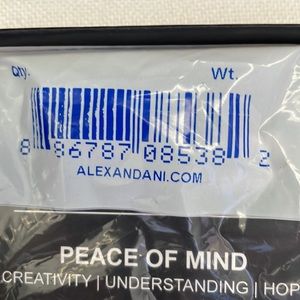 Qty. Wt.
8 86787 08538 2
ALEXANDANI.COM
PEACE OF MIND
CREATIVITY | UNDERSTANDING | HOP